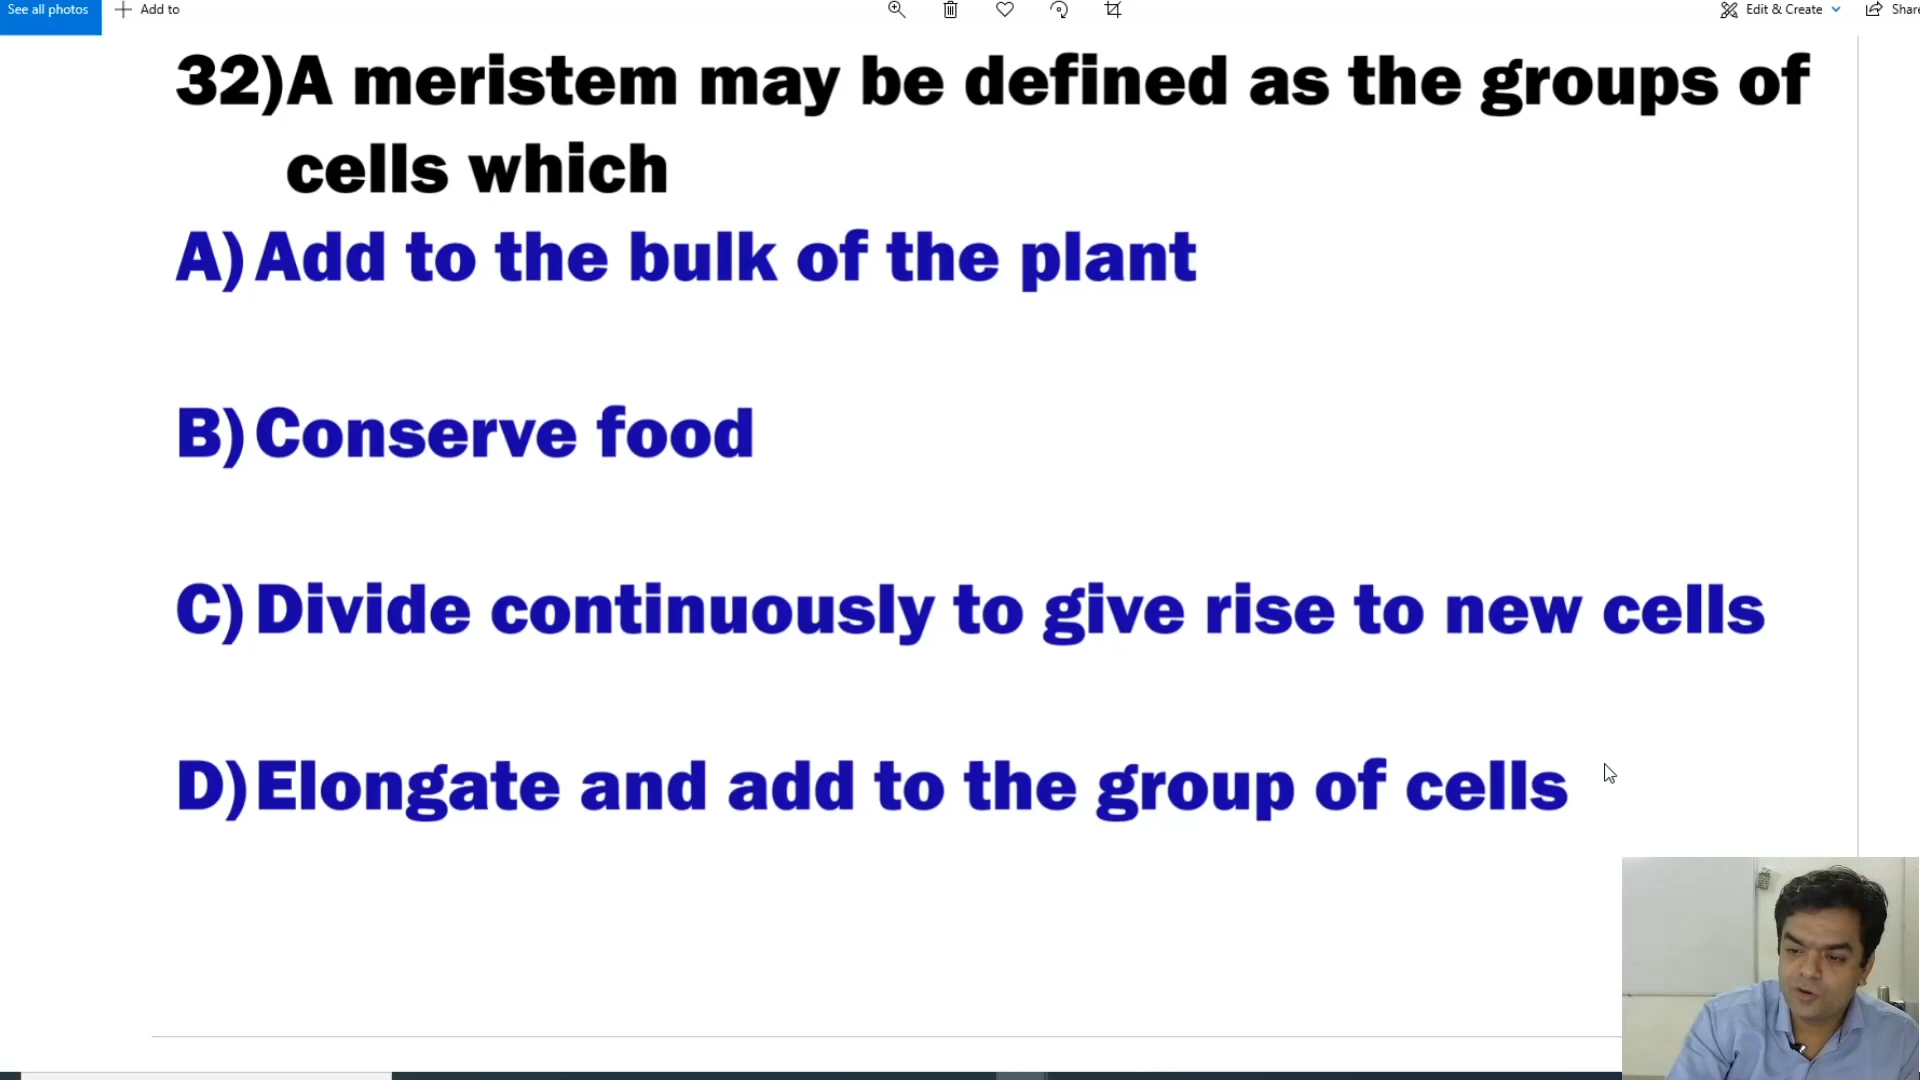 See all photos
Add to
Edit & Create
Share
32)A meristem may be defined as the groups of
cells which
A) Add to the bulk of the plant
B) Conserve food
C) Divide continuously to give rise to new cells
D) Elongate and add to the group of cells